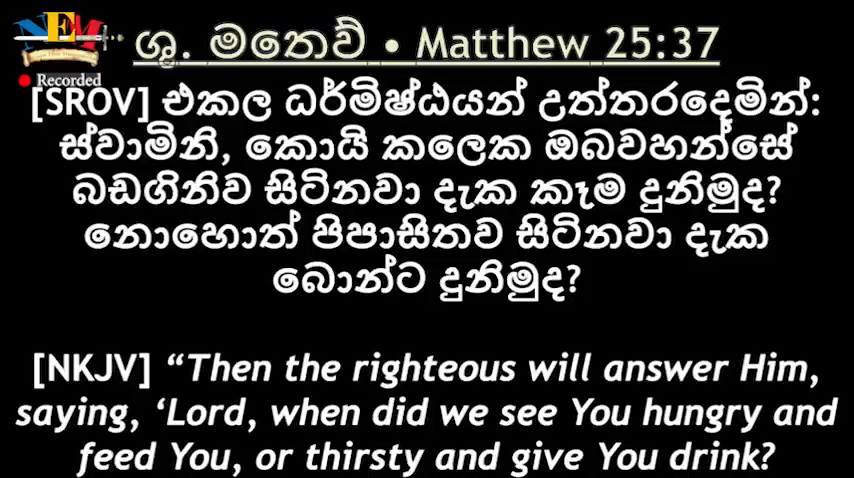 NEM
Recorded
ශු. මතෙව් • Matthew 25:37
[SROV] එකල ධර්මිෂ්ඨයන් උත්තරදෙමින්:
ස්වාමිනි, කොයි කලෙක ඔබවහන්සේ
බඩගිනිව සිටිනවා දැක කෑම දුනිමුද?
නොහොත් පිපාසිතව සිටිනවා දැක
බොන්ට දුනිමුද?
[NKJV] “Then the righteous will answer Him,
saying, ‘Lord, when did we see You hungry and
feed You, or thirsty and give You drink?